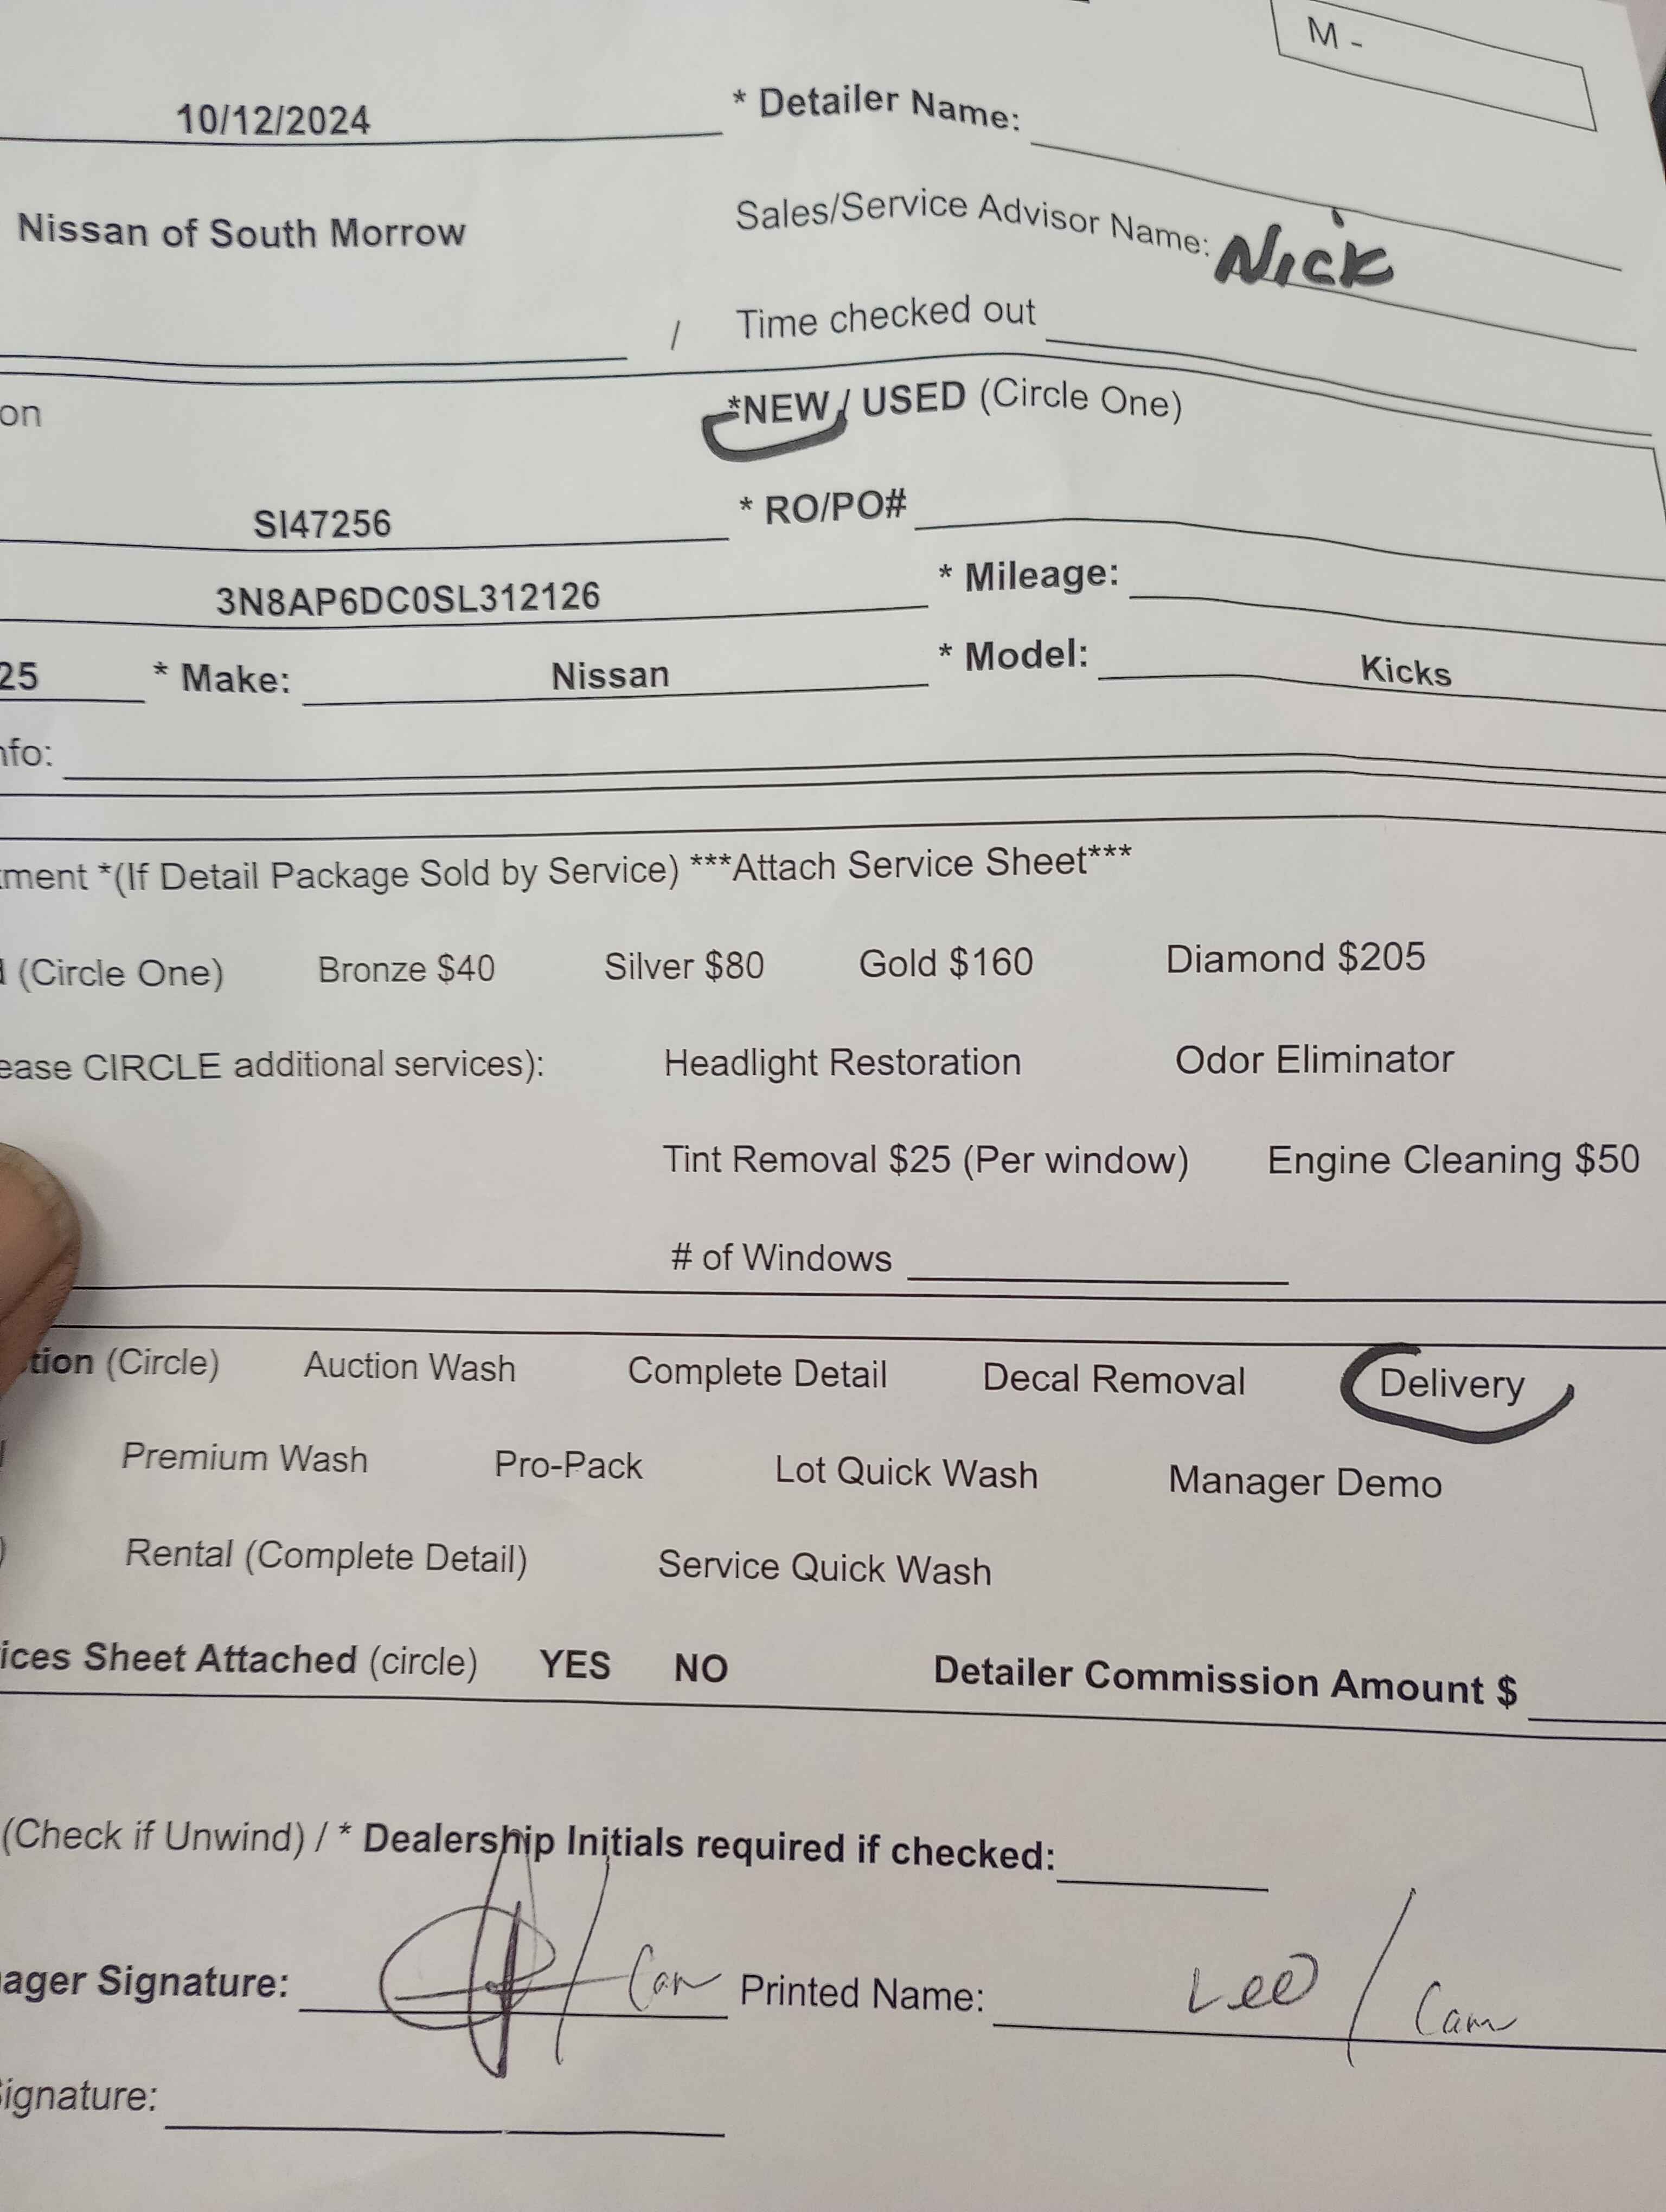 M -
10/12/2024 * Detailer Name:
Nissan of South Morrow Sales/Service Advisor Name: Nick
/ Time checked out
on *NEW / USED (Circle One)
SI47256 * RO/PO#
3N8AP6DC0SL312126 * Mileage:
25 * Make: Nissan * Model: Kicks
nfo:
ment *(If Detail Package Sold by Service) ***Attach Service Sheet***
(Circle One) Bronze $40 Silver $80 Gold $160 Diamond $205
ease CIRCLE additional services): Headlight Restoration Odor Eliminator
Tint Removal $25 (Per window) Engine Cleaning $50
# of Windows
tion (Circle) Auction Wash Complete Detail Decal Removal Delivery
Premium Wash Pro-Pack Lot Quick Wash Manager Demo
) Rental (Complete Detail) Service Quick Wash
ices Sheet Attached (circle) YES NO Detailer Commission Amount $
(Check if Unwind) / * Dealership Initials required if checked:
ager Signature: / Cam Printed Name: Lee / Cam
ignature: